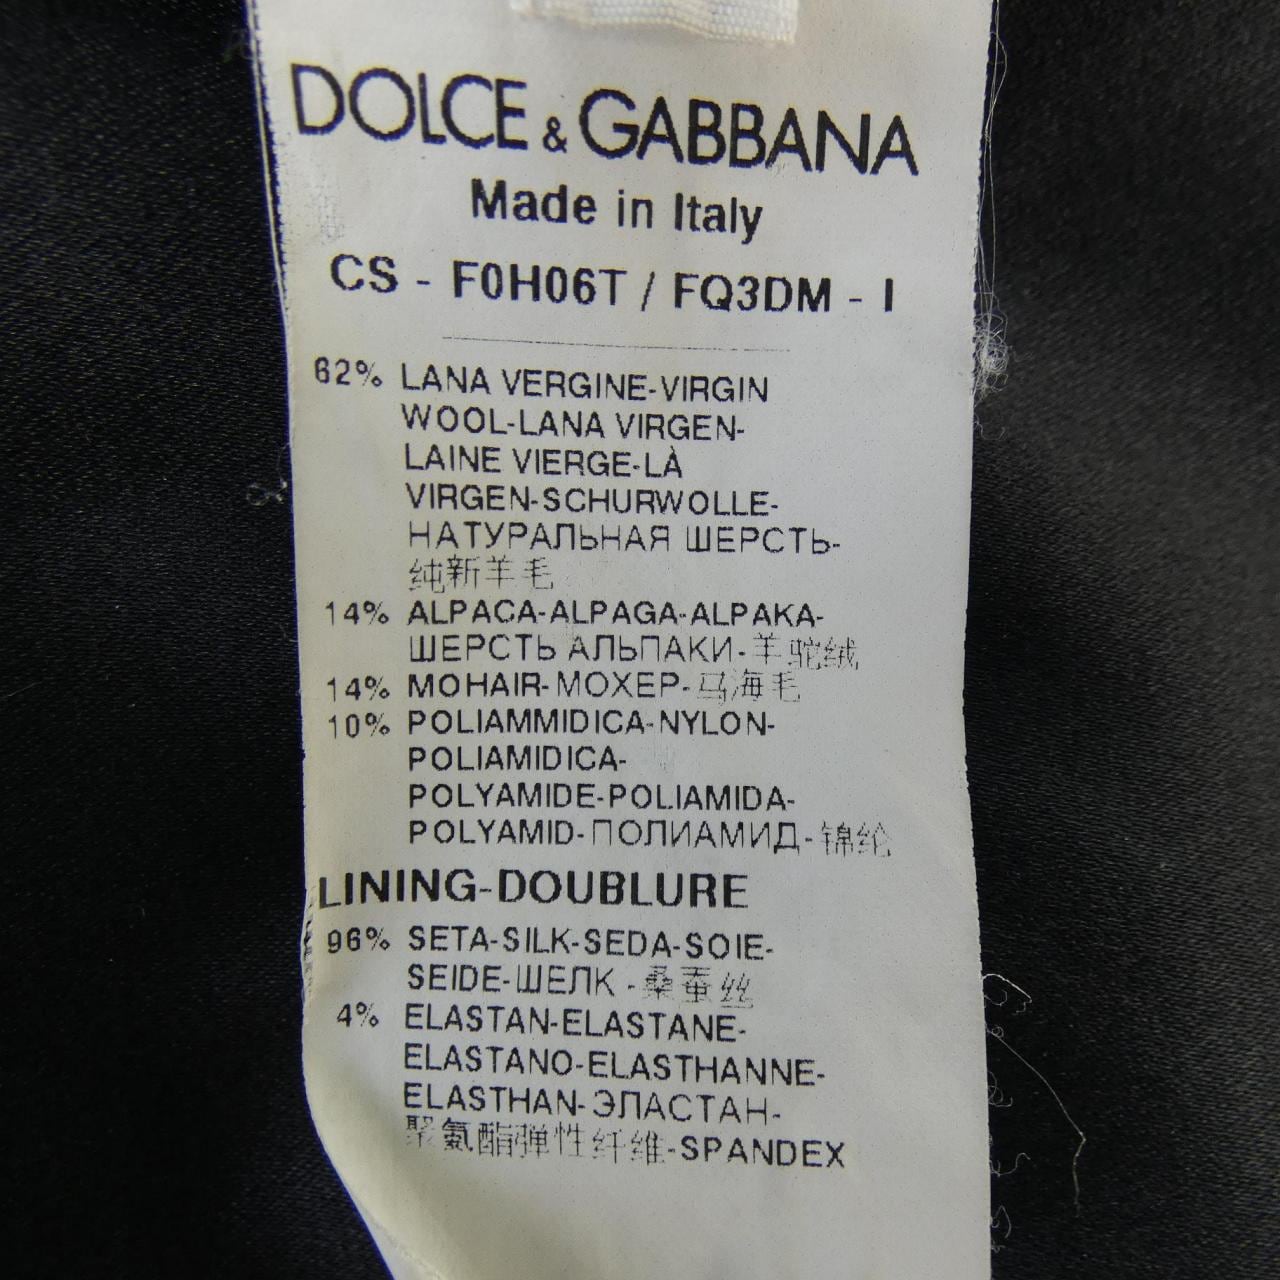 DOLCE & GABBANA
Made in Italy
CS - F0H06T / FQ3DM - I
62% LANA VERGINE-VIRGIN
WOOL-LANA VIRGEN-
LAINE VIERGE-LÀ
VIRGEN-SCHURWOLLE-
НАТУРАЛЬНАЯ ШЕРСТЬ-
纯新羊毛
14% ALPACA-ALPAGA-ALPAKA-
ШЕРСТЬ АЛЬПАКИ-羊驼绒
14% MOHAIR-МОХЕР-马海毛
10% POLIAMMIDICA-NYLON-
POLIAMIDICA-
POLYAMIDE-POLIAMIDA-
POLYAMID-ПОЛИАМИД-锦纶
LINING-DOUBLURE
96% SETA-SILK-SEDA-SOIE-
SEIDE-ШЕЛК-桑蚕丝
4% ELASTAN-ELASTANE-
ELASTANO-ELASTHANNE-
ELASTHAN-ЭЛАСТАН-
聚氨酯弹性纤维-SPANDEX